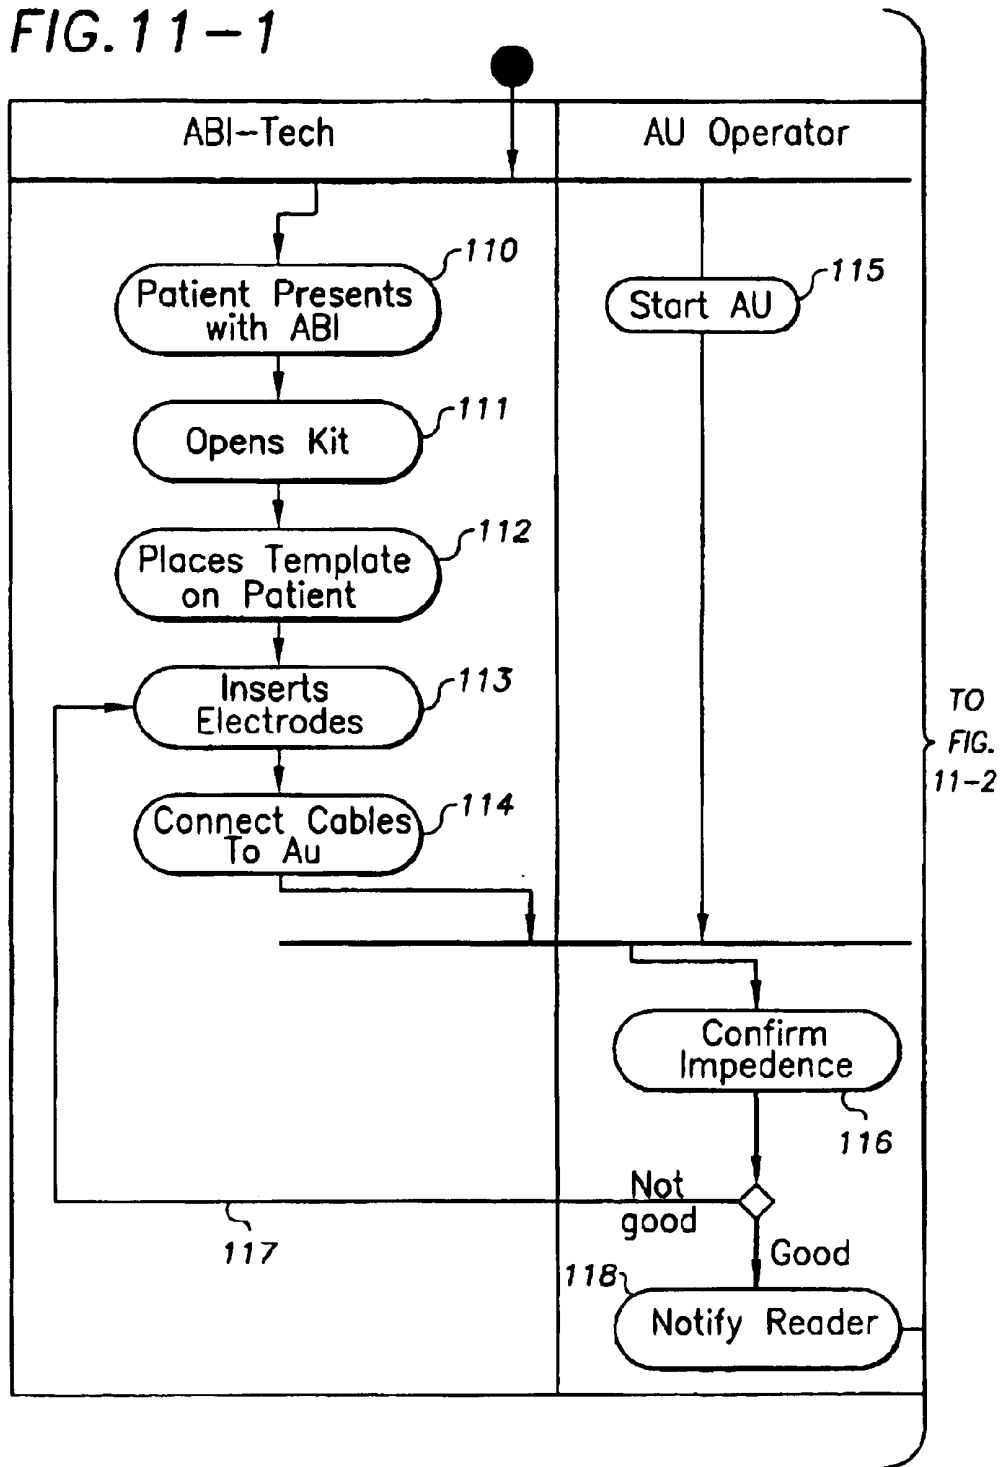 FIG. 11-1
ABI-Tech
AU Operator
110
Patient Presents
with ABI
115
Start AU
111
Opens Kit
112
Places Template
on Patient
113
Inserts
Electrodes
114
Connect Cables
To Au
TO
FIG.
11-2
Confirm
Impedence
116
Not
good
117
Good
118
Notify Reader